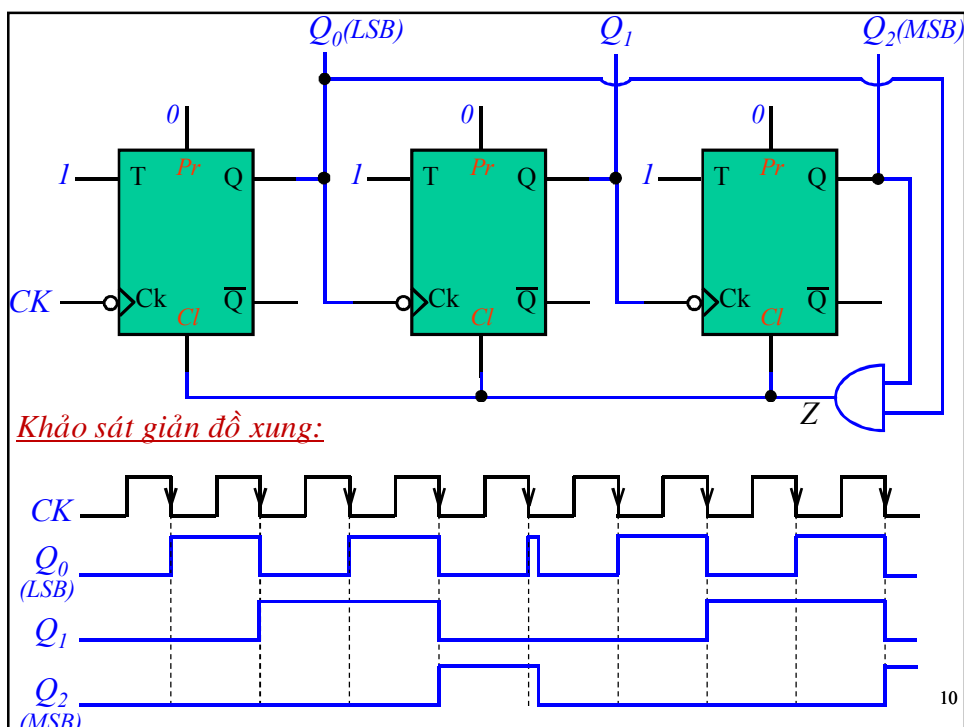 Q0(LSB) Q1 Q2(MSB)
0 0 0
1 T Pr Q 1 T Pr Q 1 T Pr Q
CK Ck Q̅ Ck Q̅ Ck Q̅
Cl Cl Cl
Z
Khảo sát giản đồ xung:
CK
Q0
(LSB)
Q1
Q2
(MSB)
10